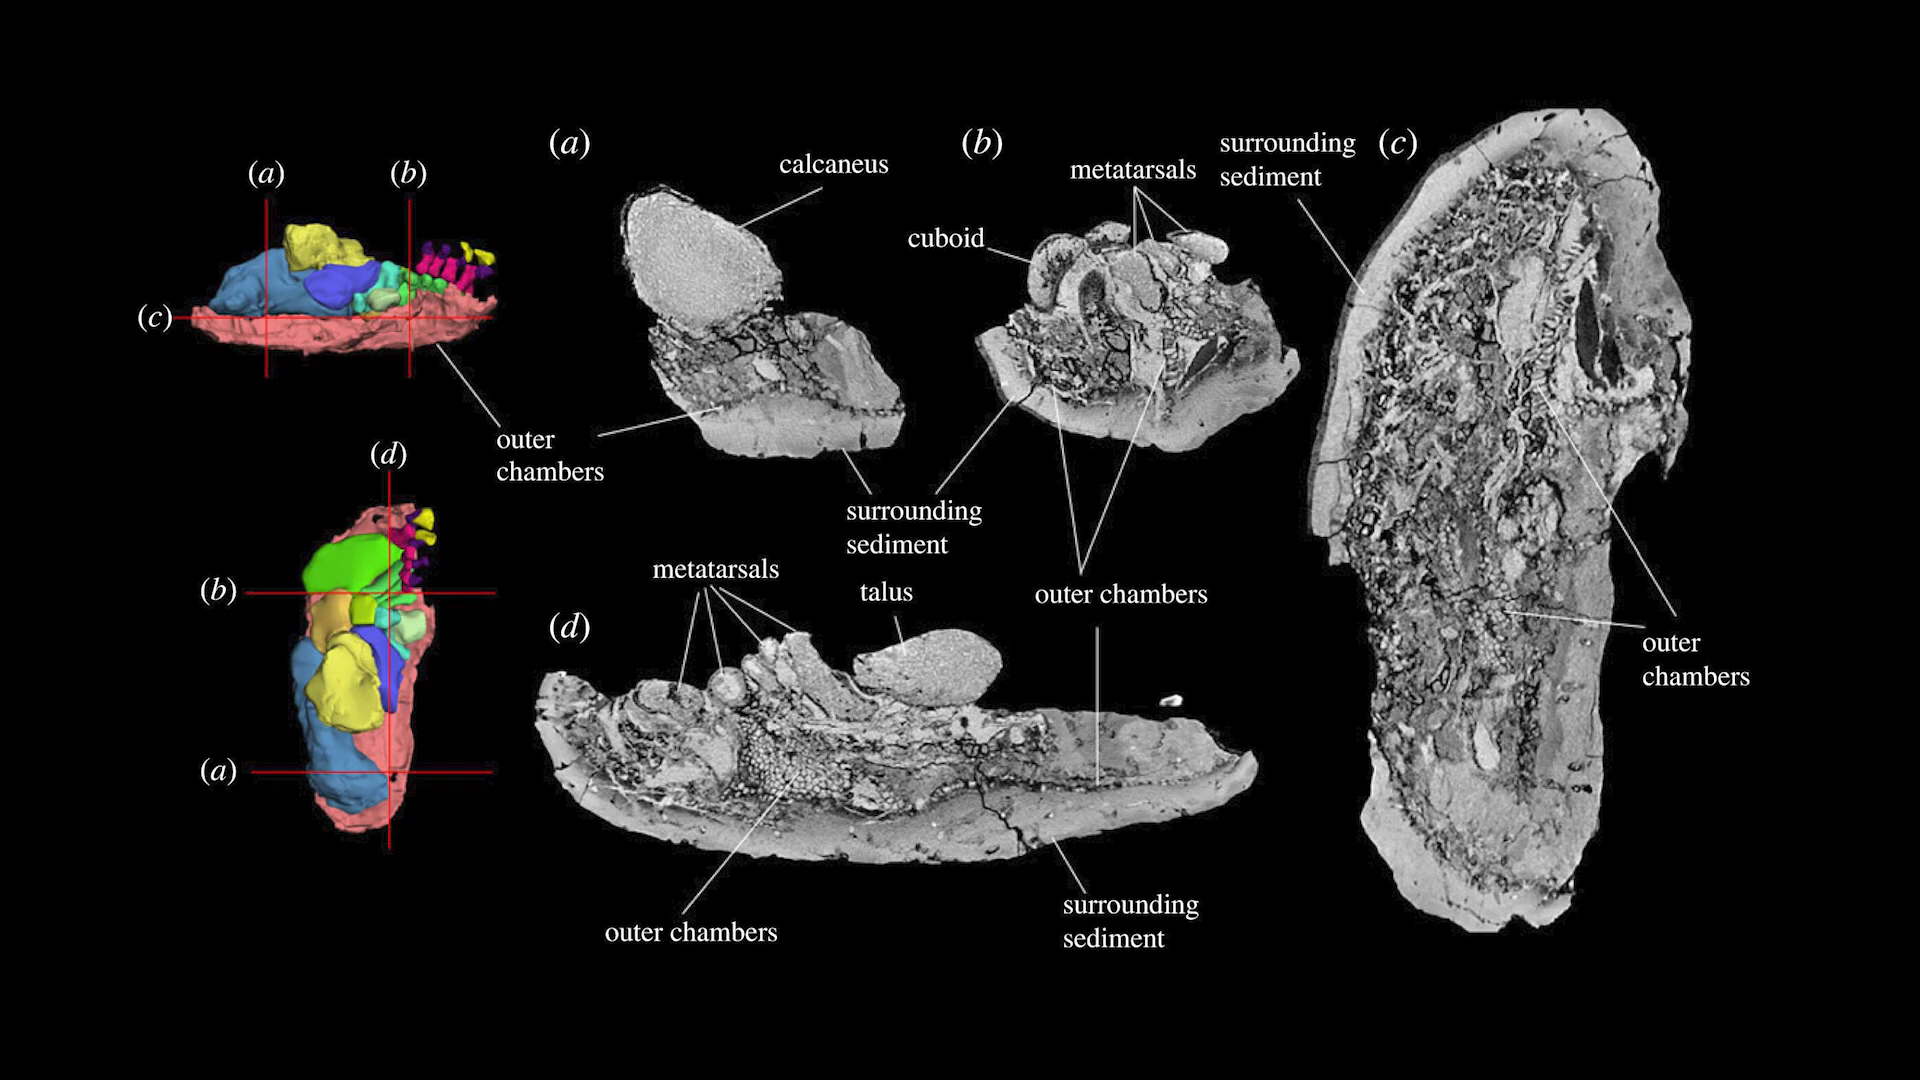 (a)
(b)
(c)
outer
chambers
(d)
(b)
(a)
(a)
calcaneus
surrounding
sediment
(b)
metatarsals
cuboid
outer chambers
surrounding
sediment
(c)
outer
chambers
(d)
metatarsals
talus
outer chambers
surrounding
sediment